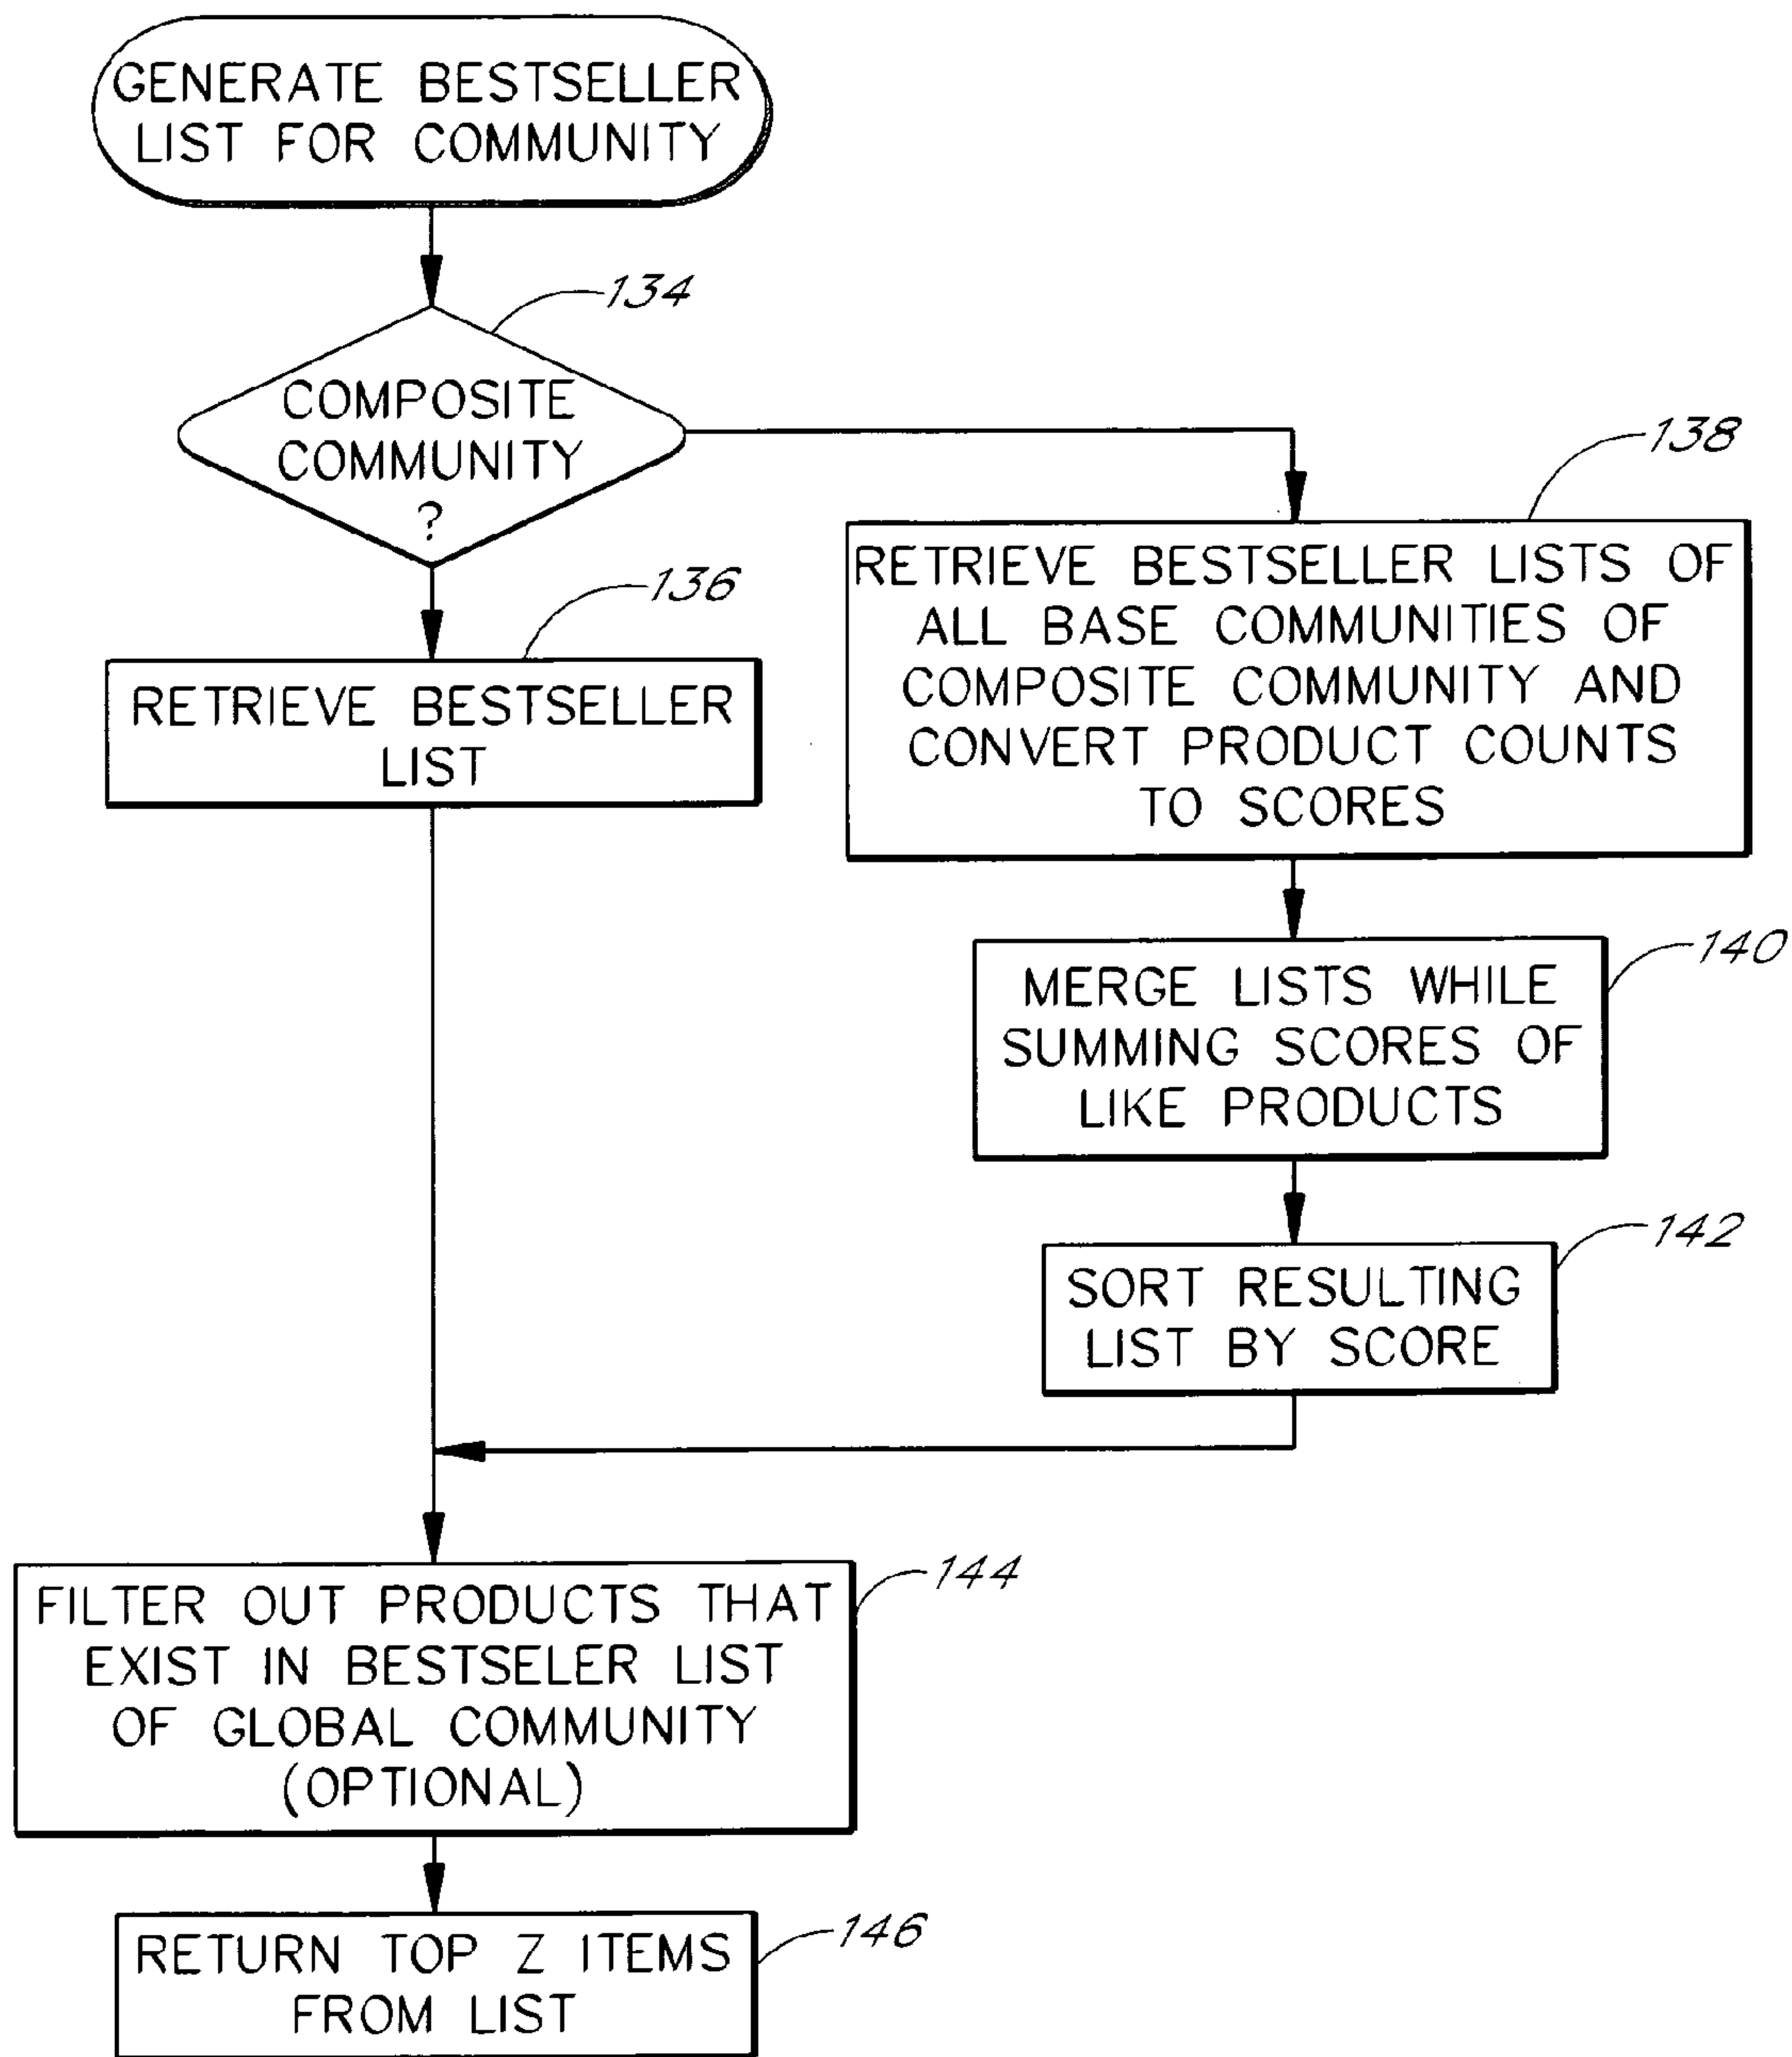 GENERATE BESTSELLER
LIST FOR COMMUNITY
134
COMPOSITE
COMMUNITY
?
136
RETRIEVE BESTSELLER
LIST
138
RETRIEVE BESTSELLER LISTS OF
ALL BASE COMMUNITIES OF
COMPOSITE COMMUNITY AND
CONVERT PRODUCT COUNTS
TO SCORES
140
MERGE LISTS WHILE
SUMMING SCORES OF
LIKE PRODUCTS
142
SORT RESULTING
LIST BY SCORE
144
FILTER OUT PRODUCTS THAT
EXIST IN BESTSELER LIST
OF GLOBAL COMMUNITY
(OPTIONAL)
146
RETURN TOP Z ITEMS
FROM LIST